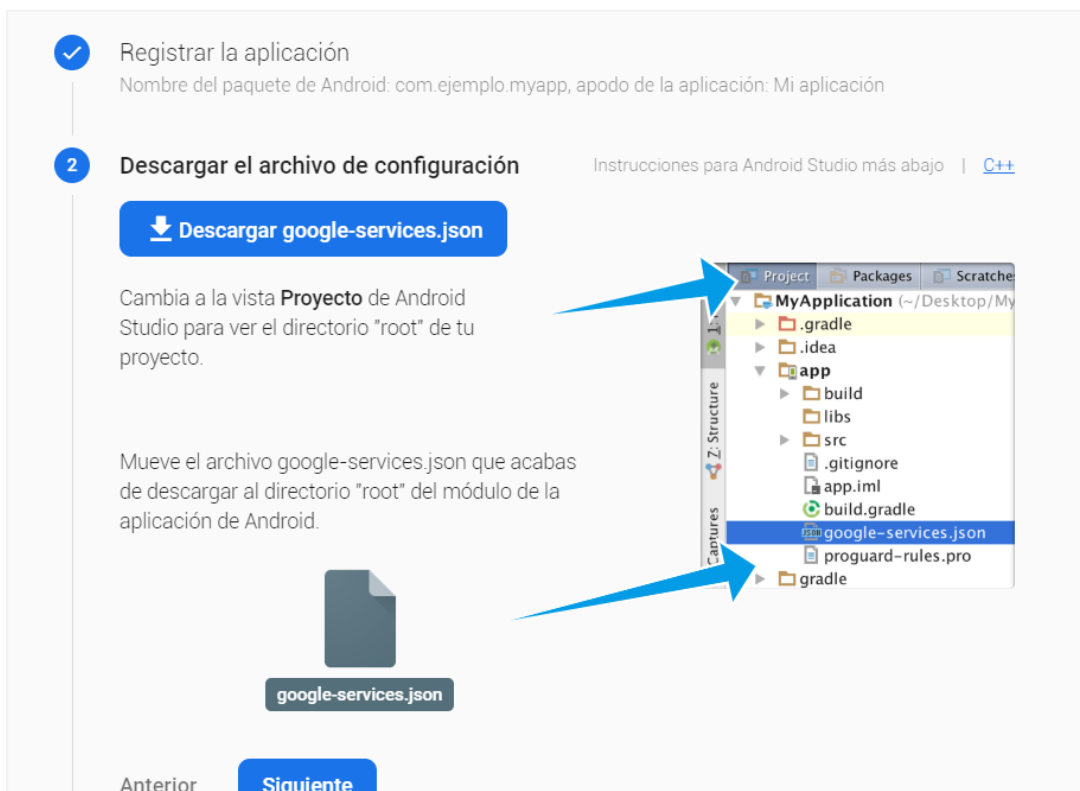 Registrar la aplicación
Nombre del paquete de Android: com.ejemplo.myapp, apodo de la aplicación: Mi aplicación
2 Descargar el archivo de configuración
Instrucciones para Android Studio más abajo | C++
Descargar google-services.json
Cambia a la vista Proyecto de Android
Studio para ver el directorio "root" de tu
proyecto.
Mueve el archivo google-services.json que acabas
de descargar al directorio "root" del módulo de la
aplicación de Android.
google-services.json
Project Packages Scratche
MyApplication (~/Desktop/My
.gradle
.idea
app
build
libs
src
.gitignore
app.iml
build.gradle
google-services.json
proguard-rules.pro
gradle
Z: Structure
Captures
JSON
Anterior
Siguiente